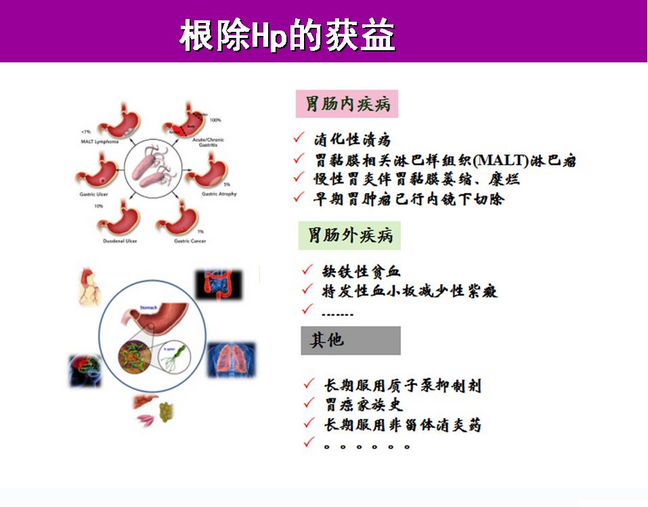 根除Hp的获益
<1%
MALT Lymphoma
100%
Acute/Chronic
Gastritis
Gastric Ulcer
5%
Gastric Atrophy
10%
Duodenal Ulcer
1%
Gastric Cancer
Stomach
胃肠内疾病
✓ 消化性溃疡
✓ 胃黏膜相关淋巴样组织(MALT)淋巴瘤
✓ 慢性胃炎伴胃黏膜萎缩、糜烂
✓ 早期胃肿瘤已行内镜下切除
胃肠外疾病
✓ 缺铁性贫血
✓ 特发性血小板减少性紫癜
✓ -------
其他
✓ 长期服用质子泵抑制剂
✓ 胃癌家族史
✓ 长期服用非甾体消炎药
✓ 。。。。。。